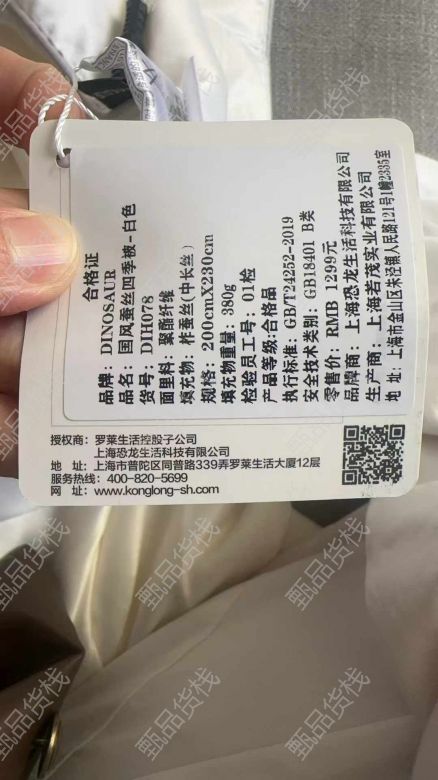 合格证
品牌：DINOSAUR
品名：国风蚕丝四季被-白色
货号：DIH078
面里料：聚酯纤维
填充物：柞蚕丝(中长丝)
规格：200cmX230cm
填充物重量：380g
检验员工号：01检
产品等级：合格品
执行标准：GB/T24252-2019
安全技术类别：GB18401 B类
零售价：RMB 1299元
品牌商：上海恐龙生活科技有限公司
生产商：上海若茂实业有限公司
地址：上海市金山区朱泾镇人民路121号1幢2335室
授权商：罗莱生活控股子公司
上海恐龙生活科技有限公司
地 址：上海市普陀区同普路339弄罗莱生活大厦12层
服务热线：400-820-5699
网 址：www.konglong-sh.com
甄品货栈